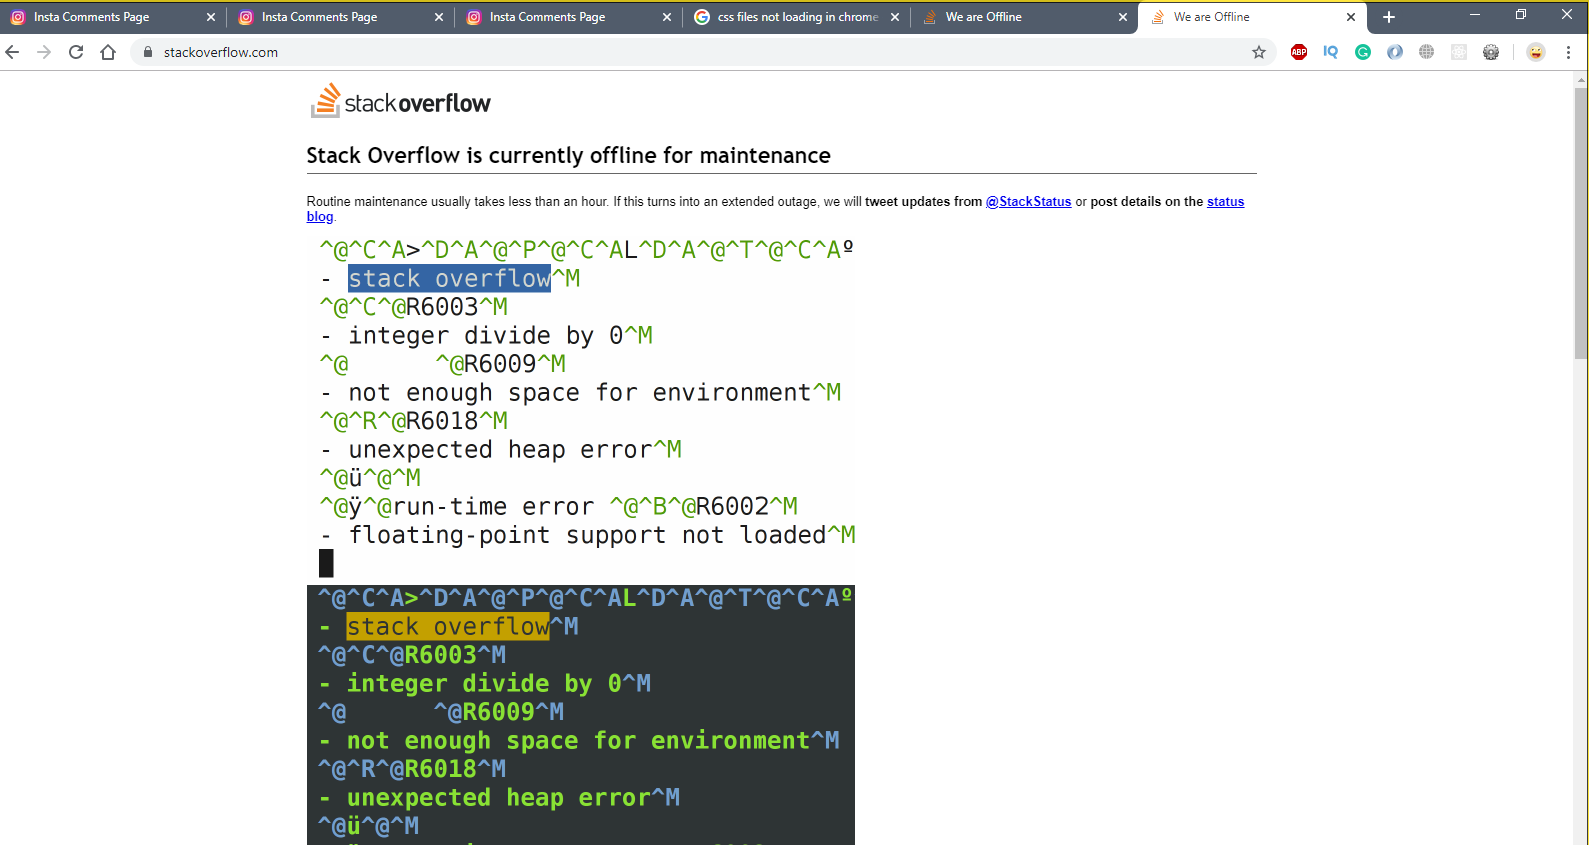 Insta Comments Page
Insta Comments Page
Insta Comments Page
css files not loading in chrome
We are Offline
We are Offline
stackoverflow.com
ABP
IQ
stackoverflow
Stack Overflow is currently offline for maintenance
Routine maintenance usually takes less than an hour. If this turns into an extended outage, we will tweet updates from @StackStatus or post details on the status
blog.
^@^C^A>^D^A^@^P^@^C^AL^D^A^@^T^@^C^Aº
- stack overflow^M
^@^C^@R6003^M
- integer divide by 0^M
^@      ^@R6009^M
- not enough space for environment^M
^@^R^@R6018^M
- unexpected heap error^M
^@ü^@^M
^@ÿ^@run-time error ^@^B^@R6002^M
- floating-point support not loaded^M
^@^C^A>^D^A^@^P^@^C^AL^D^A^@^T^@^C^Aº
- stack overflow^M
^@^C^@R6003^M
- integer divide by 0^M
^@      ^@R6009^M
- not enough space for environment^M
^@^R^@R6018^M
- unexpected heap error^M
^@ü^@^M